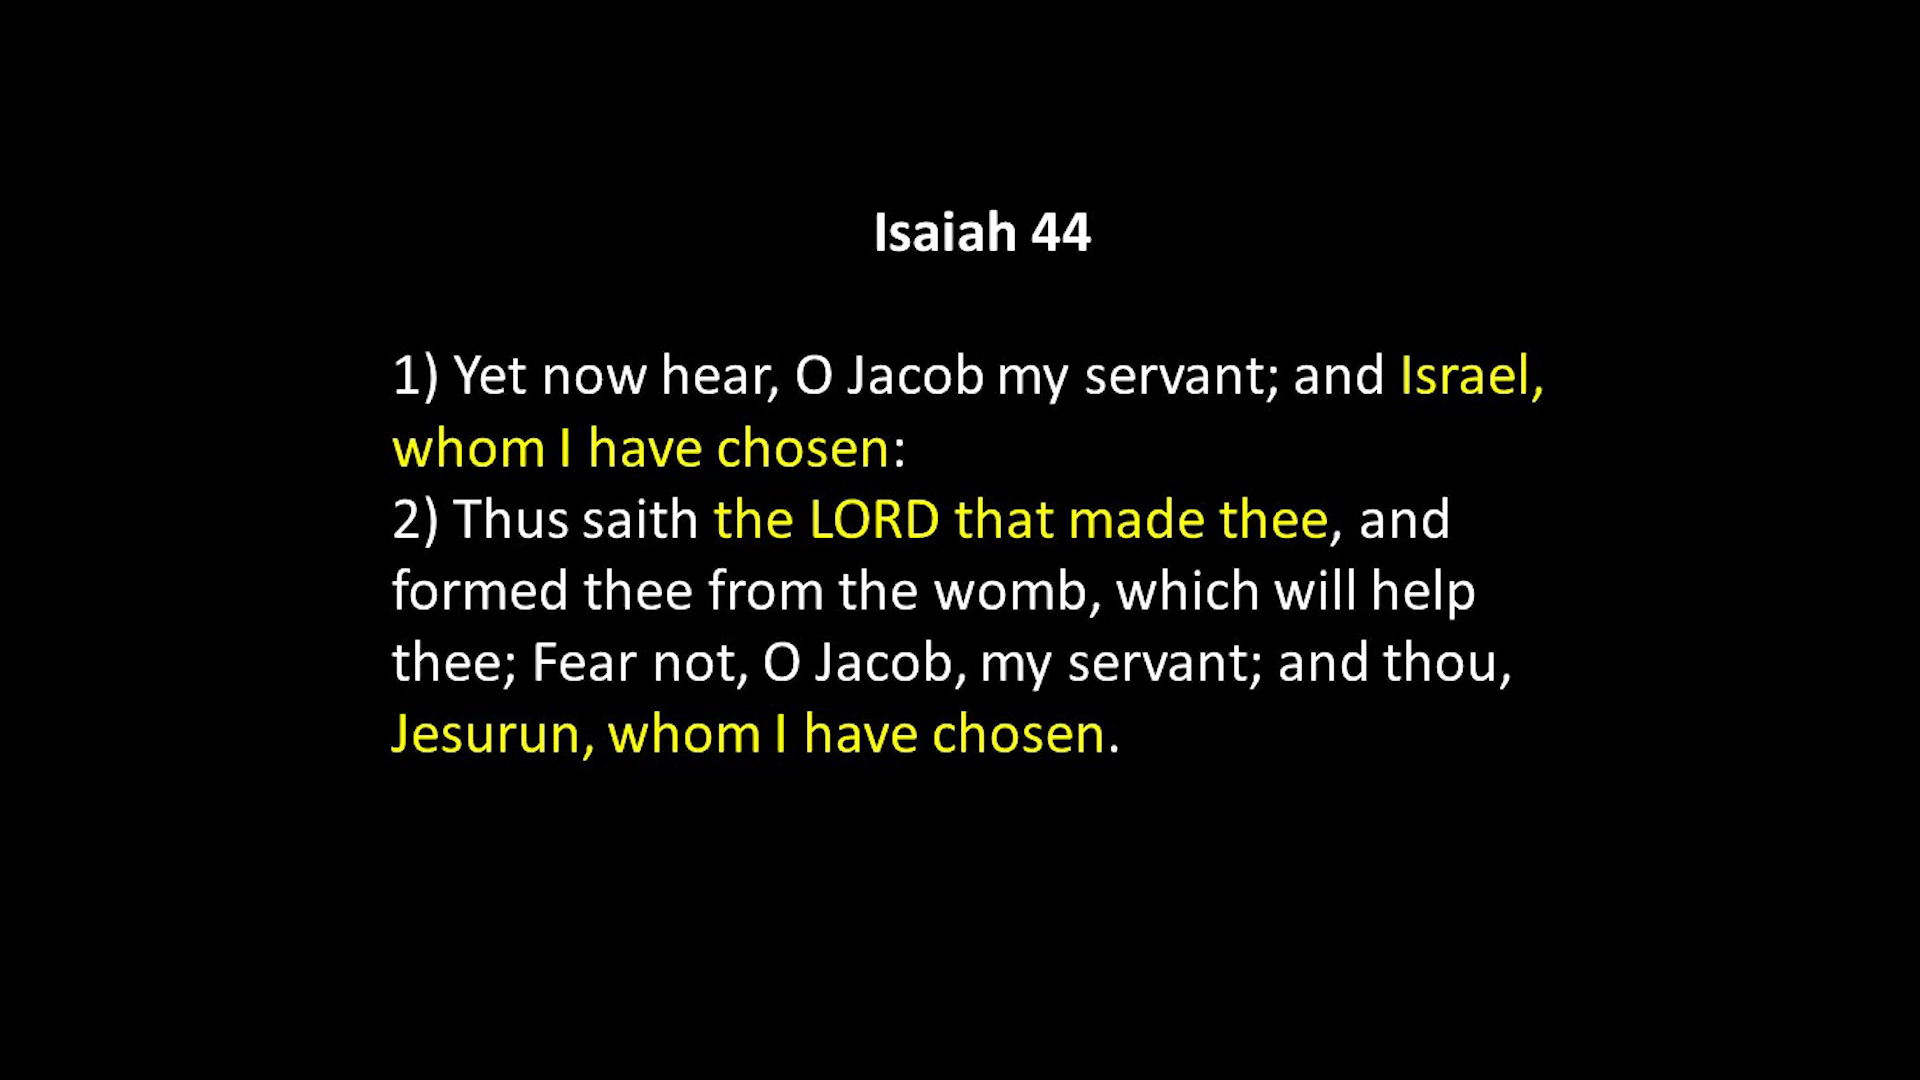 Isaiah 44
1) Yet now hear, O Jacob my servant; and Israel,
whom I have chosen:
2) Thus saith the LORD that made thee, and
formed thee from the womb, which will help
thee; Fear not, O Jacob, my servant; and thou,
Jesurun, whom I have chosen.